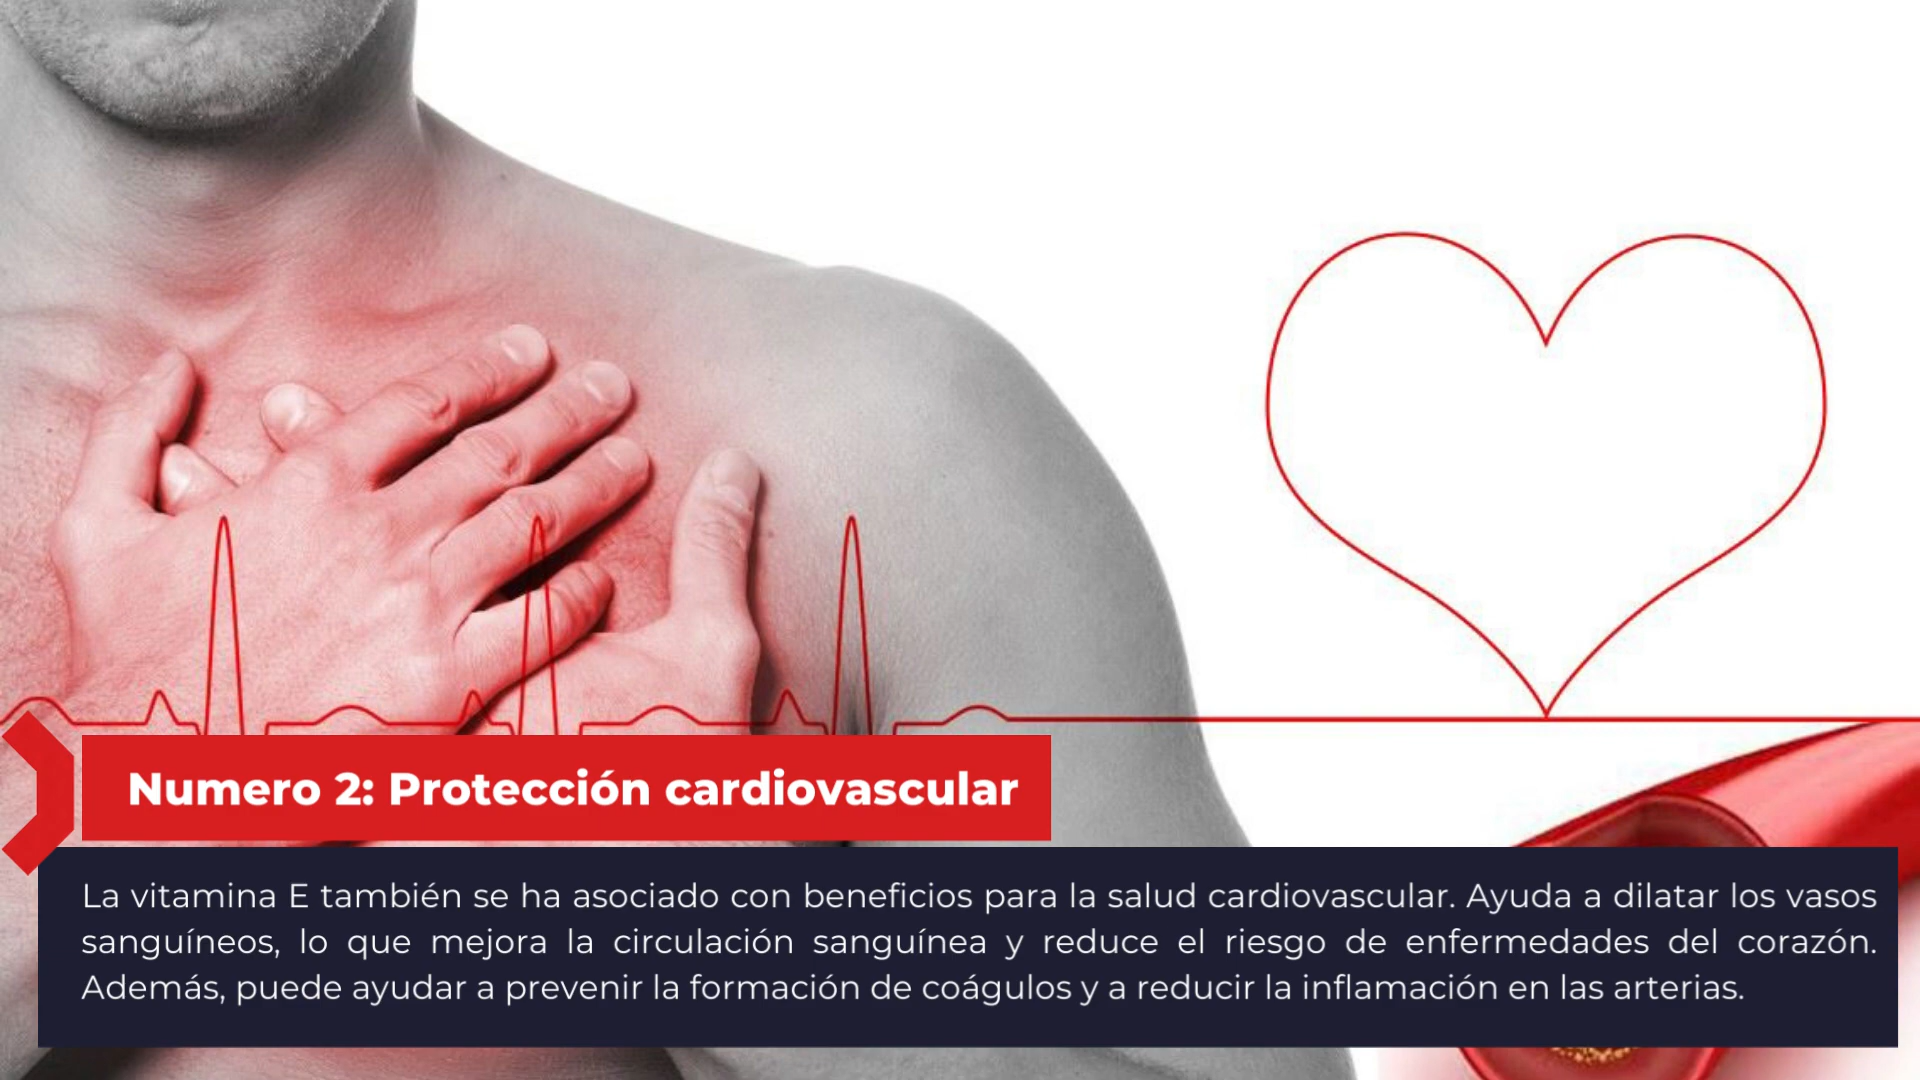 Numero 2: Protección cardiovascular
La vitamina E también se ha asociado con beneficios para la salud cardiovascular. Ayuda a dilatar los vasos
sanguíneos, lo que mejora la circulación sanguínea y reduce el riesgo de enfermedades del corazón.
Además, puede ayudar a prevenir la formación de coágulos y a reducir la inflamación en las arterias.